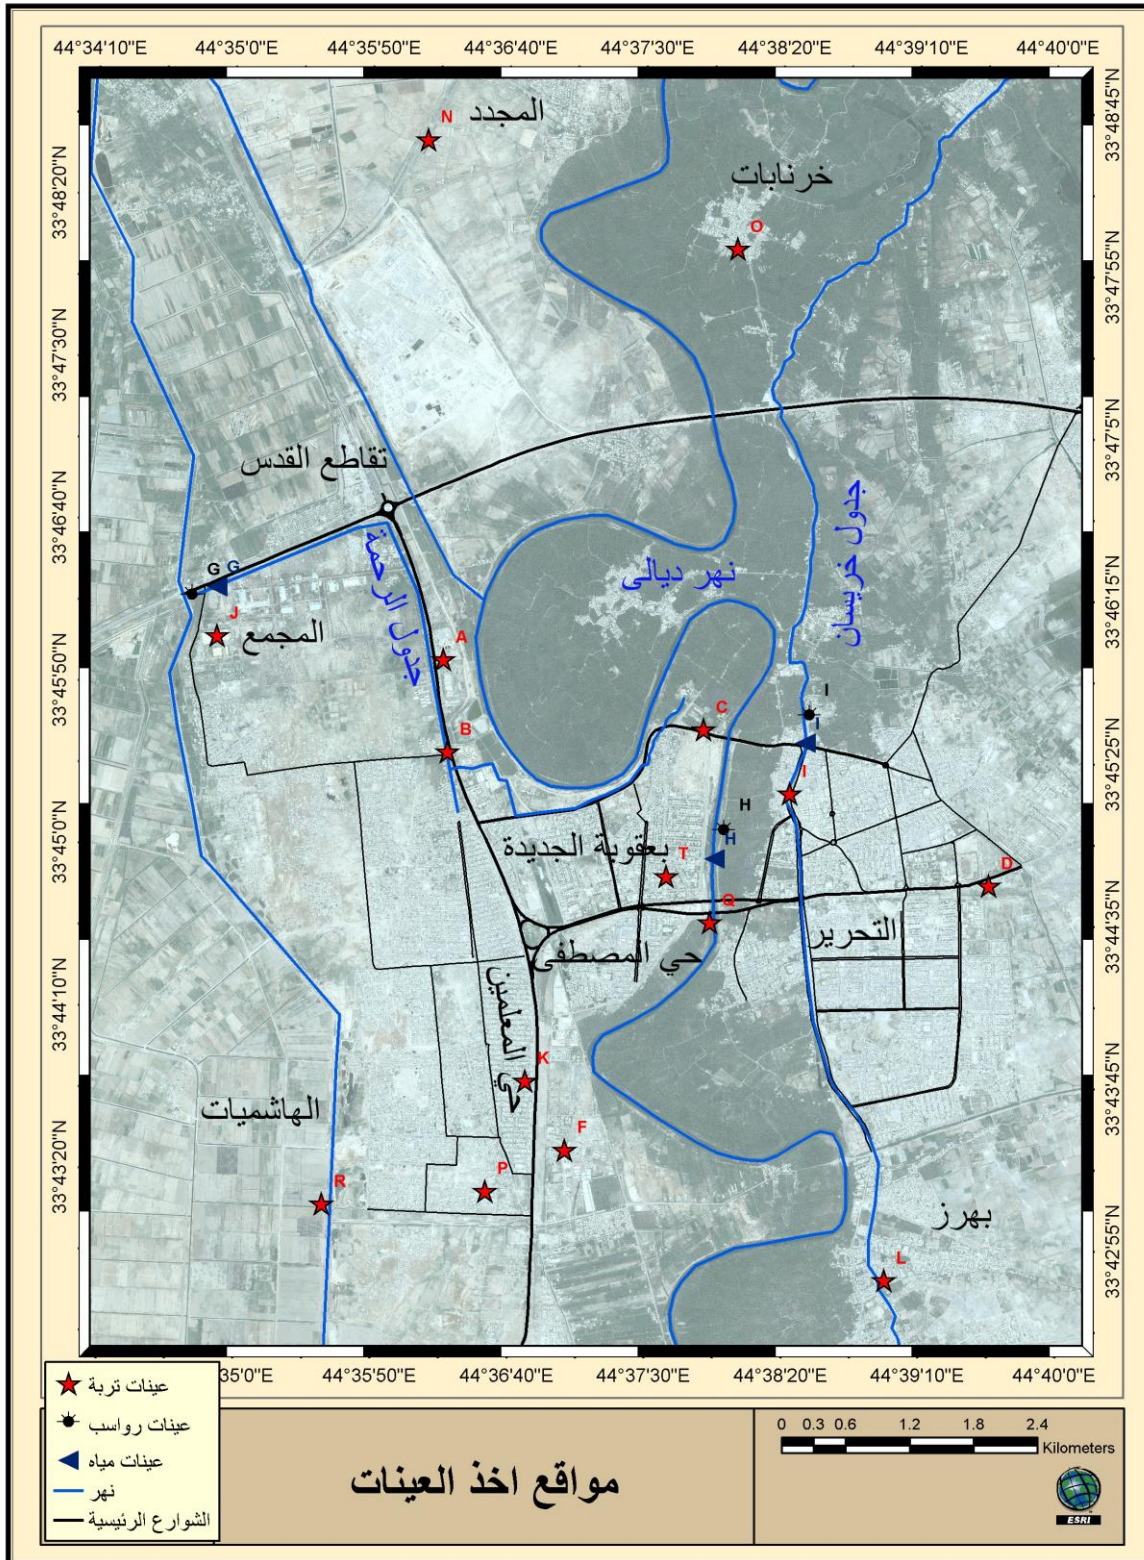 44°34'10"E 44°35'0"E 44°35'50"E 44°36'40"E 44°37'30"E 44°38'20"E 44°39'10"E 44°40'0"E
33°48'20"N
33°47'30"N
33°46'40"N
33°45'50"N
33°45'0"N
33°44'10"N
33°43'20"N
33°48'45"N
33°47'55"N
33°47'5"N
33°46'15"N
33°45'25"N
33°44'35"N
33°43'45"N
33°42'55"N
N
المجدد
خرنابات
O
تقاطع القدس
جدول خريسان
نهر ديالى
جدول الرحمة
G G
J
المجمع
A
B
C
I
I
I
H
H
بعقوبة الجديدة
T
D
Q
التحرير
حي المصطفى
حي المعلمين
K
الهاشميات
F
P
R
بهرز
L
35'0"E 44°35'50"E 44°36'40"E 44°37'30"E 44°38'20"E 44°39'10"E 44°40'0"E
عينات تربة
عينات رواسب
عينات مياه
نهر
الشوارع الرئيسية
مواقع اخذ العينات
0 0.3 0.6 1.2 1.8 2.4
Kilometers
ESRI